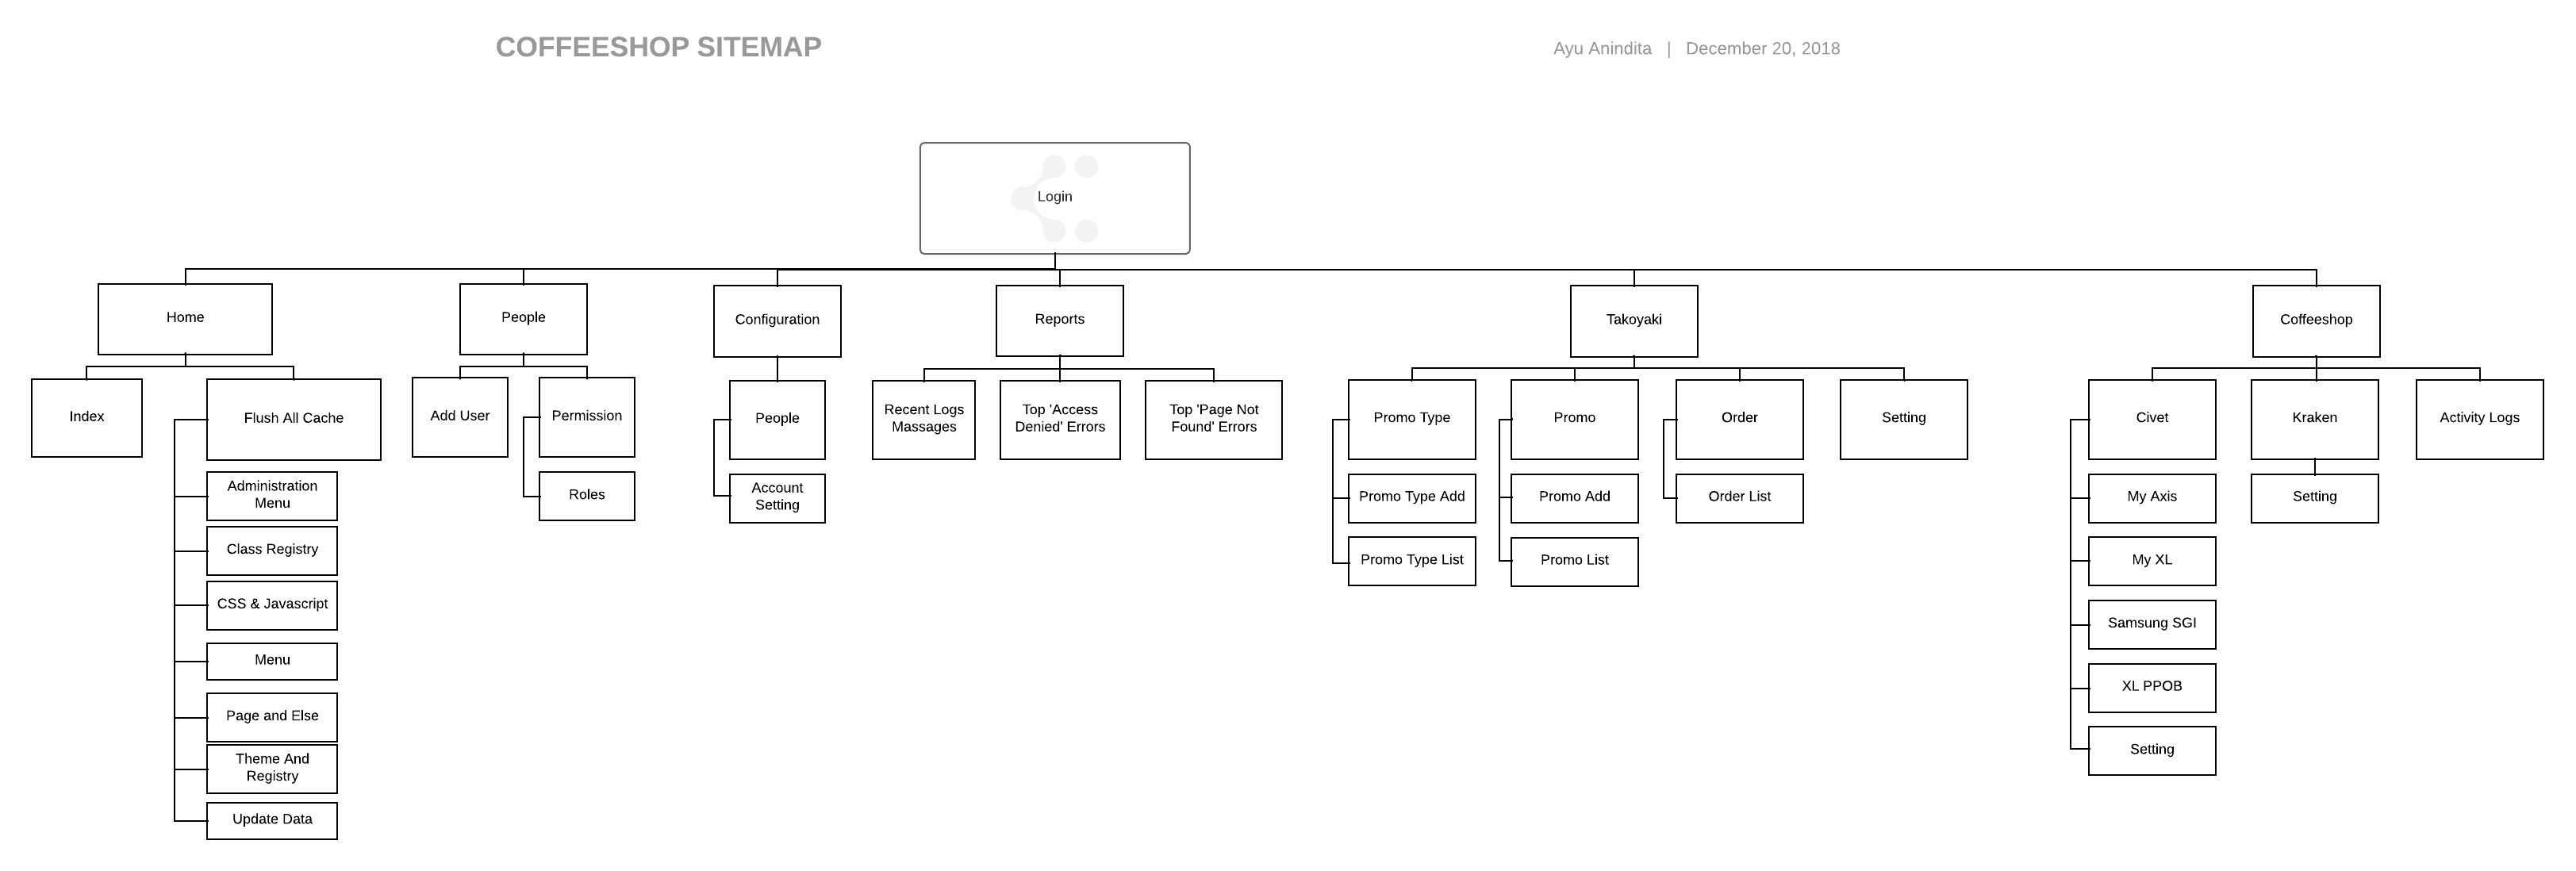 COFFEESHOP SITEMAP
Ayu Anindita | December 20, 2018
Login
Home
People
Configuration
Reports
Takoyaki
Coffeeshop
Index
Flush All Cache
Administration
Menu
Class Registry
CSS & Javascript
Menu
Page and Else
Theme And
Registry
Update Data
Add User
Permission
Roles
People
Account
Setting
Recent Logs
Massages
Top 'Access
Denied' Errors
Top 'Page Not
Found' Errors
Promo Type
Promo Type Add
Promo Type List
Promo
Promo Add
Promo List
Order
Order List
Setting
Civet
My Axis
My XL
Samsung SGI
XL PPOB
Setting
Kraken
Setting
Activity Logs